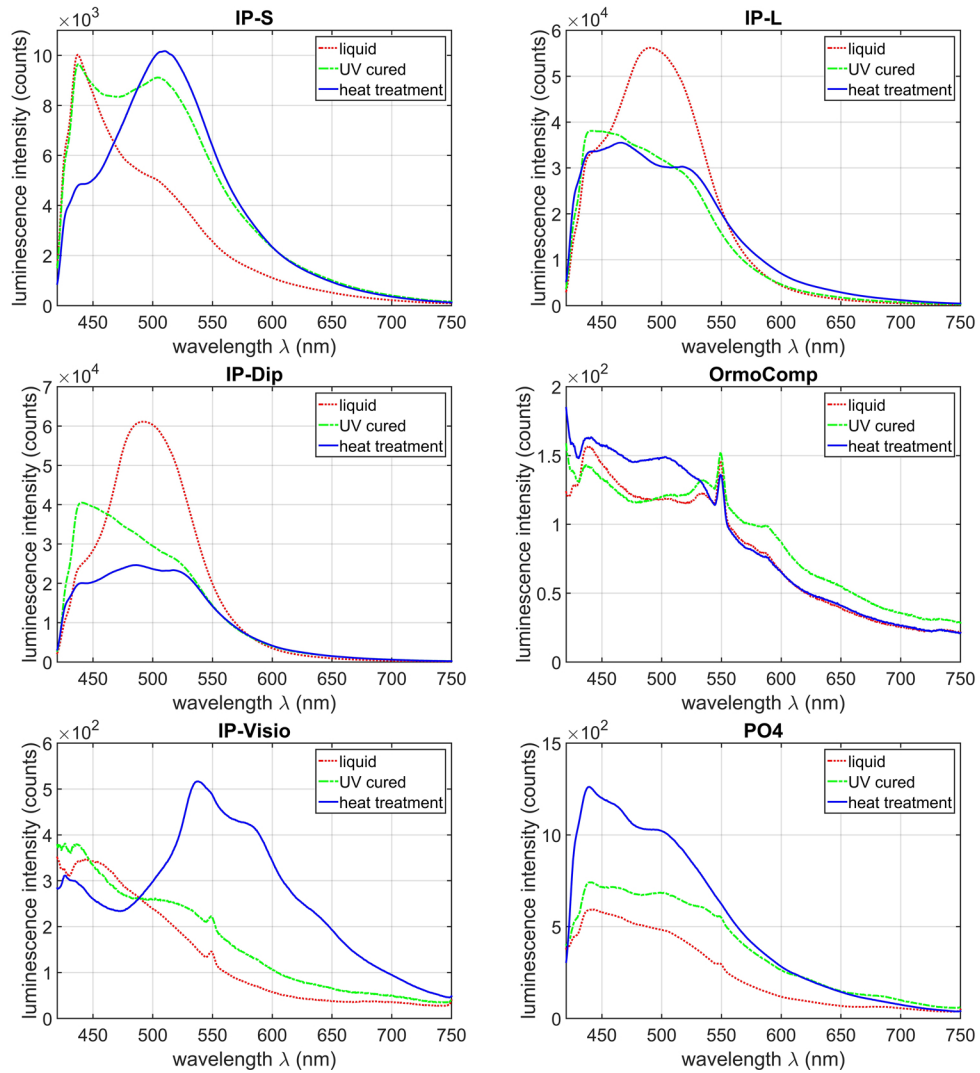 IP-S
×10³
luminescence intensity (counts)
10
8
6
4
2
0
liquid
UV cured
heat treatment
450 500 550 600 650 700 750
wavelength λ (nm)
IP-L
×10⁴
luminescence intensity (counts)
6
5
4
3
2
1
0
liquid
UV cured
heat treatment
450 500 550 600 650 700 750
wavelength λ (nm)
IP-Dip
×10⁴
luminescence intensity (counts)
7
6
5
4
3
2
1
0
liquid
UV cured
heat treatment
450 500 550 600 650 700 750
wavelength λ (nm)
OrmoComp
×10²
luminescence intensity (counts)
2
1.5
1
0.5
0
liquid
UV cured
heat treatment
450 500 550 600 650 700 750
wavelength λ (nm)
IP-Visio
×10²
luminescence intensity (counts)
6
5
4
3
2
1
0
liquid
UV cured
heat treatment
450 500 550 600 650 700 750
wavelength λ (nm)
PO4
×10²
luminescence intensity (counts)
15
10
5
0
liquid
UV cured
heat treatment
450 500 550 600 650 700 750
wavelength λ (nm)